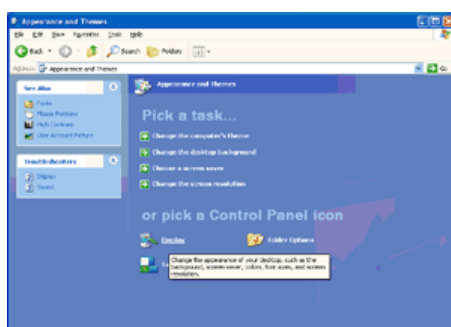 Appearance and Themes
File Edit View Favorites Tools Help
Back Search Folders
Address Appearance and Themes Go
See Also
Fonts
Mouse Pointers
High Contrast
User Account Picture
Troubleshooters
Display
Sound
Appearance and Themes
Pick a task...
Change the computer's theme
Change the desktop background
Choose a screen saver
Change the screen resolution
or pick a Control Panel icon
Display
Folder Options
Change the appearance of your desktop, such as the
background, screen saver, colors, font sizes, and screen
resolution.